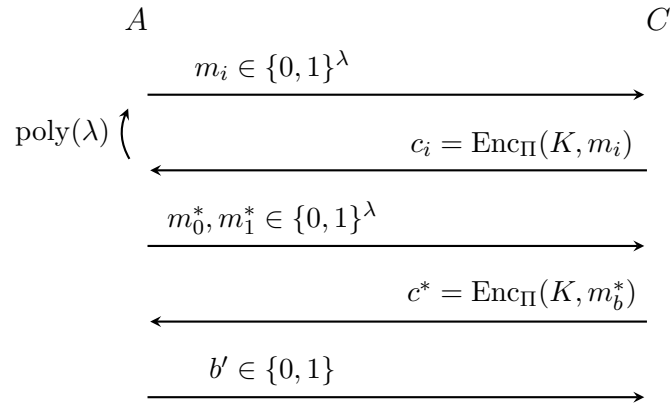 A C
m_i ∈ {0, 1}^λ
poly(λ)
c_i = Enc_Π(K, m_i)
m_0^*, m_1^* ∈ {0, 1}^λ
c^* = Enc_Π(K, m_b^*)
b′ ∈ {0, 1}